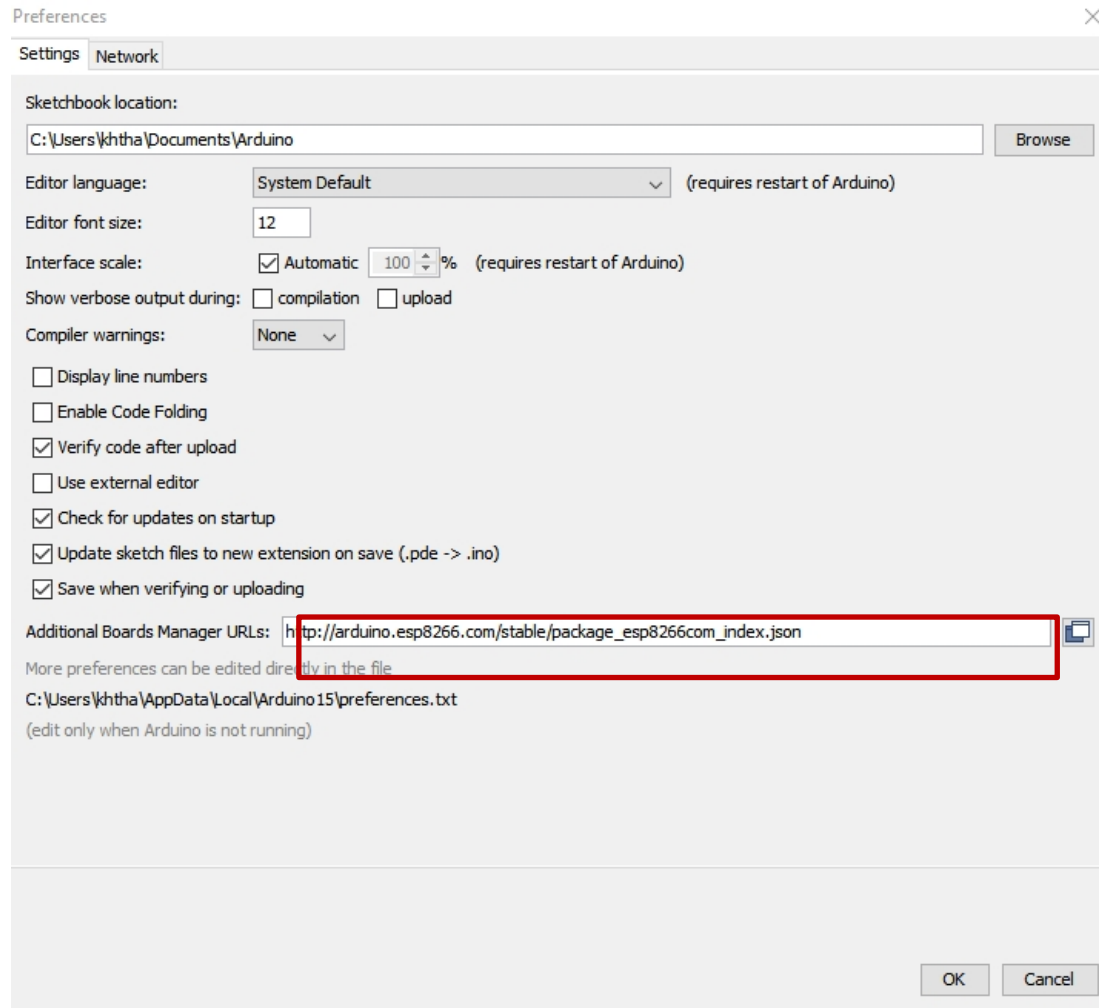 Preferences
Settings Network
Sketchbook location:
C:\Users\khtha\Documents\Arduino Browse
Editor language: System Default (requires restart of Arduino)
Editor font size: 12
Interface scale: Automatic 100 % (requires restart of Arduino)
Show verbose output during: compilation upload
Compiler warnings: None
Display line numbers
Enable Code Folding
Verify code after upload
Use external editor
Check for updates on startup
Update sketch files to new extension on save (.pde -> .ino)
Save when verifying or uploading
Additional Boards Manager URLs: http://arduino.esp8266.com/stable/package_esp8266com_index.json
More preferences can be edited directly in the file
C:\Users\khtha\AppData\Local\Arduino15\preferences.txt
(edit only when Arduino is not running)
OK Cancel